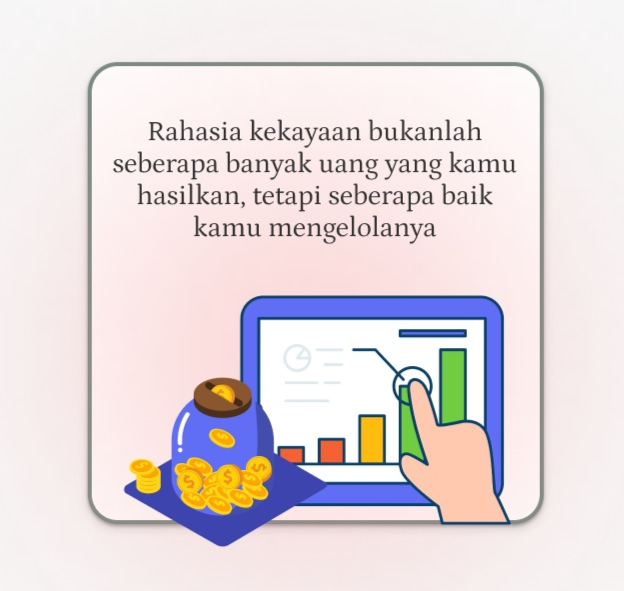 Rahasia kekayaan bukanlah
seberapa banyak uang yang kamu
hasilkan, tetapi seberapa baik
kamu mengelolanya